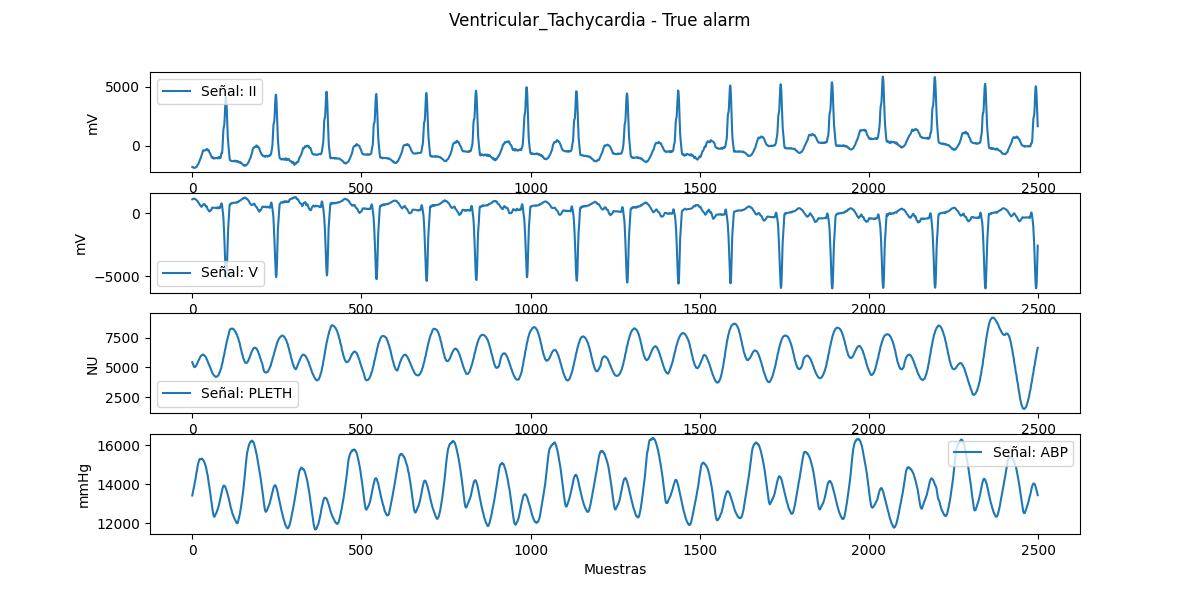 Ventricular_Tachycardia - True alarm
5000
0
mV
Señal: II
0 500 1000 1500 2000 2500
0
−5000
mV
Señal: V
0 500 1000 1500 2000 2500
7500
5000
2500
NU
Señal: PLETH
0 500 1000 1500 2000 2500
16000
14000
12000
mmHg
Señal: ABP
0 500 1000 1500 2000 2500
Muestras